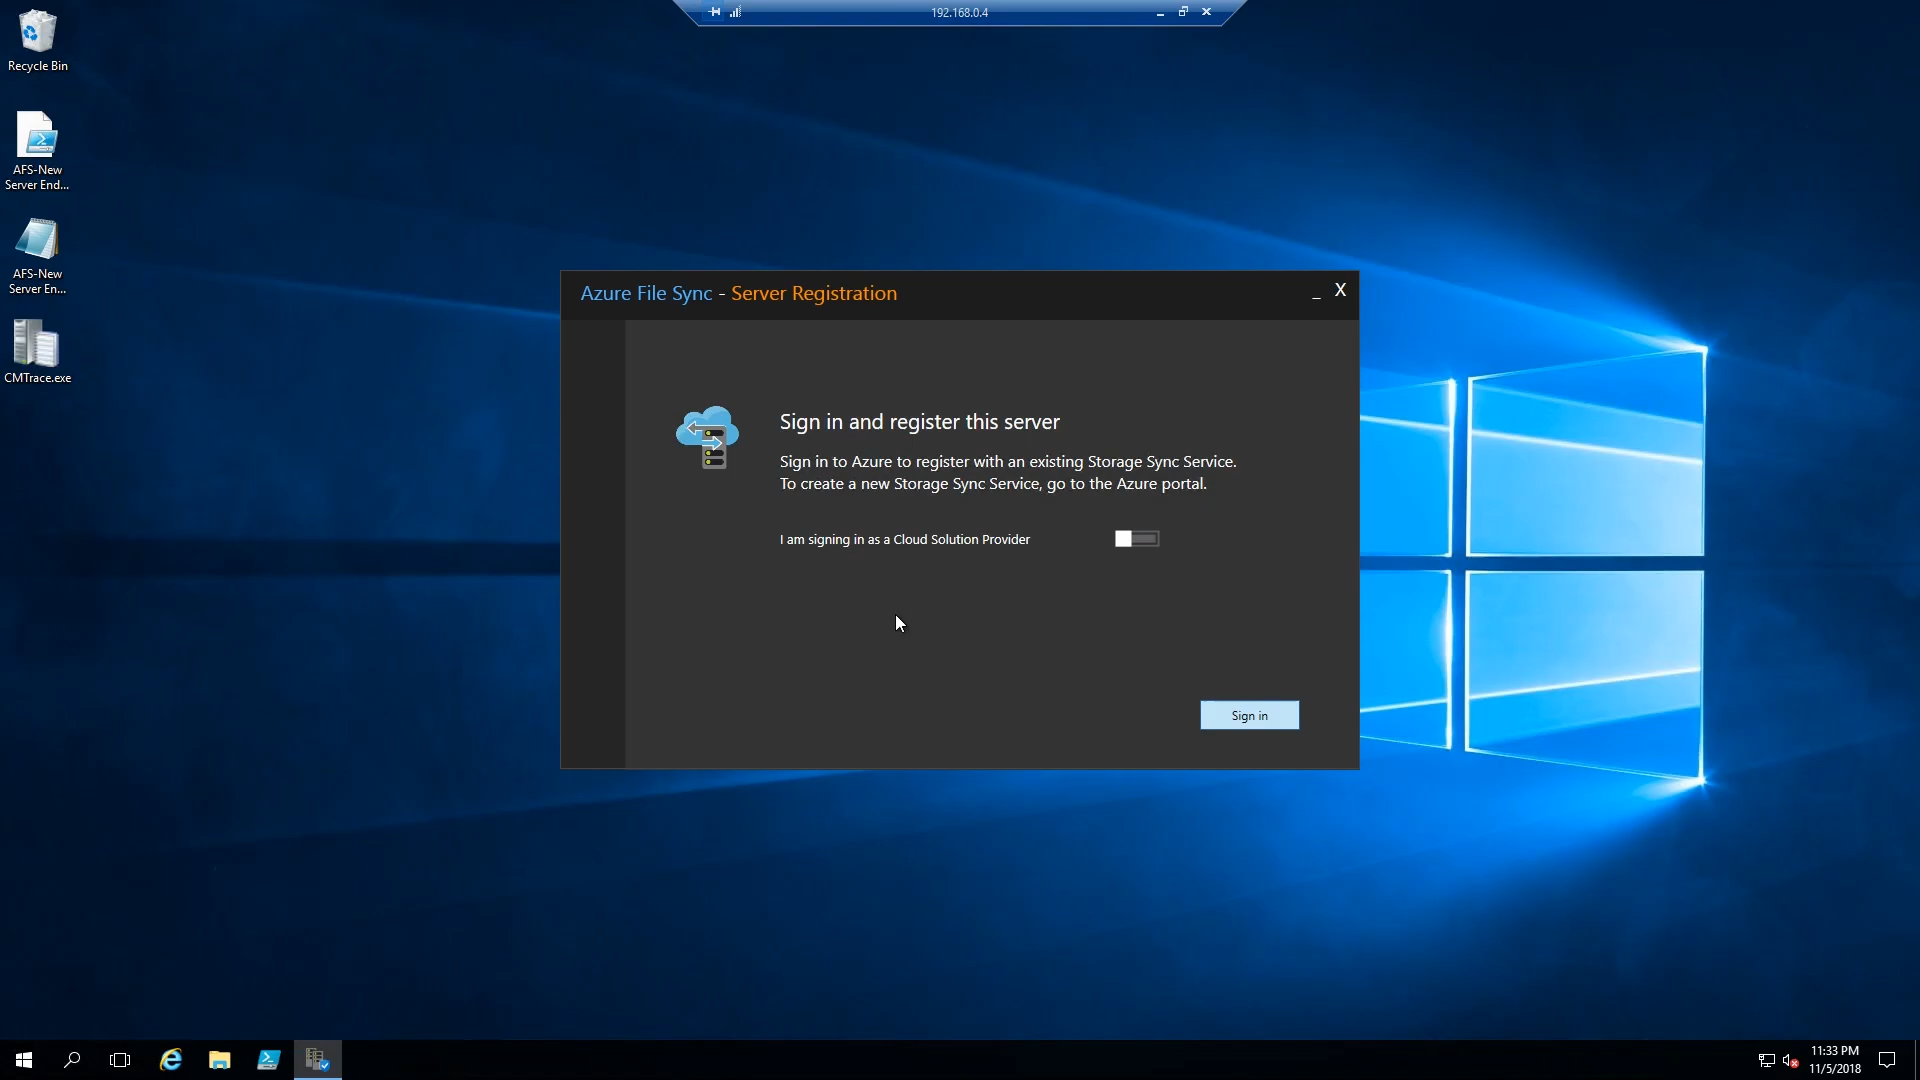 192.168.0.4
Recycle Bin
AFS-New
Server End...
AFS-New
Server En...
CMTrace.exe
Azure File Sync - Server Registration
_ X
Sign in and register this server
Sign in to Azure to register with an existing Storage Sync Service.
To create a new Storage Sync Service, go to the Azure portal.
I am signing in as a Cloud Solution Provider
Sign in
11:33 PM
11/5/2018